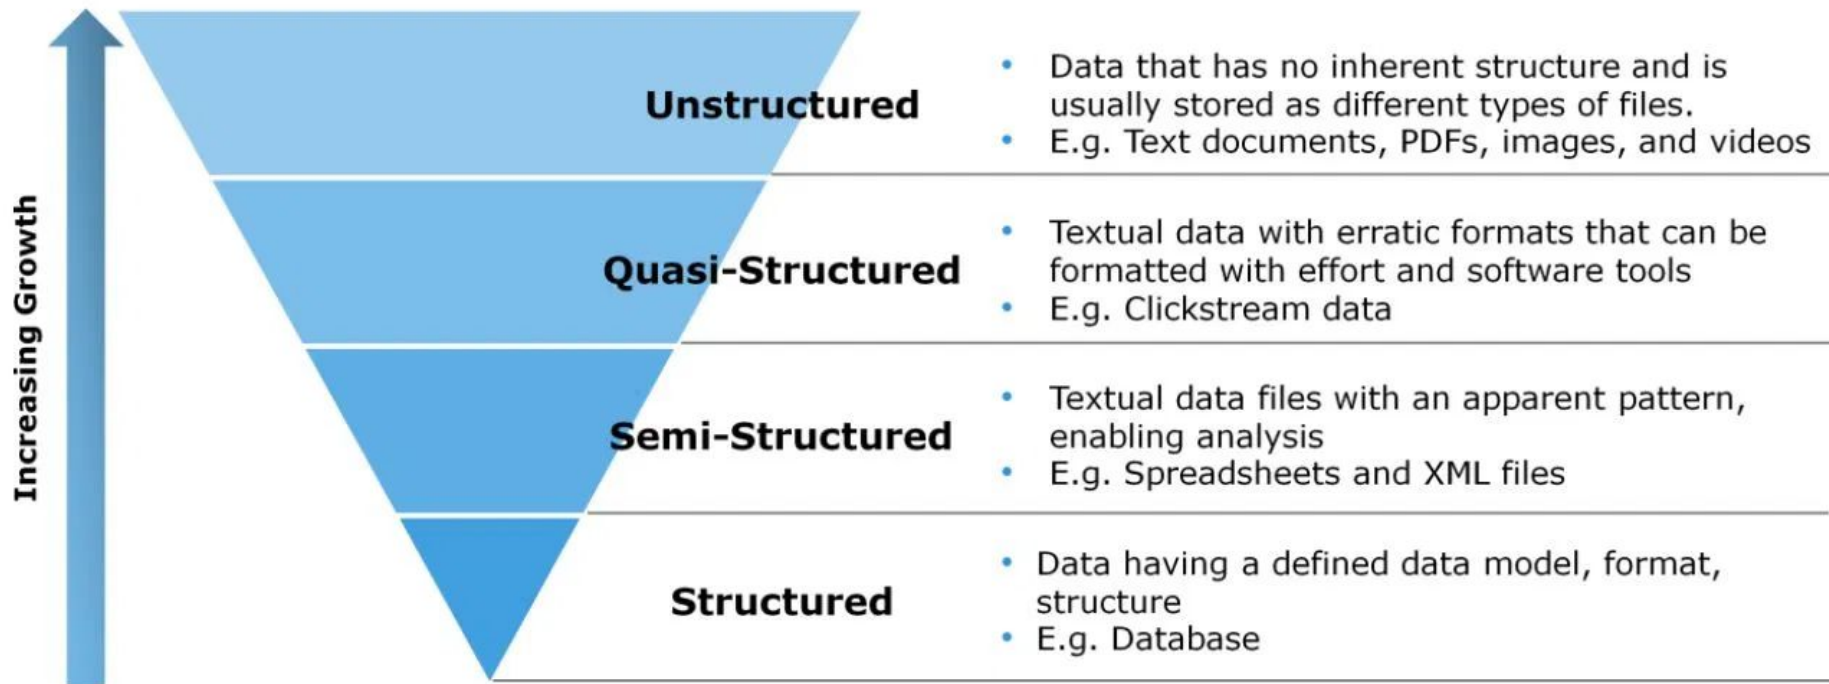 Increasing Growth
Unstructured
• Data that has no inherent structure and is
usually stored as different types of files.
• E.g. Text documents, PDFs, images, and videos
Quasi-Structured
• Textual data with erratic formats that can be
formatted with effort and software tools
• E.g. Clickstream data
Semi-Structured
• Textual data files with an apparent pattern,
enabling analysis
• E.g. Spreadsheets and XML files
Structured
• Data having a defined data model, format,
structure
• E.g. Database